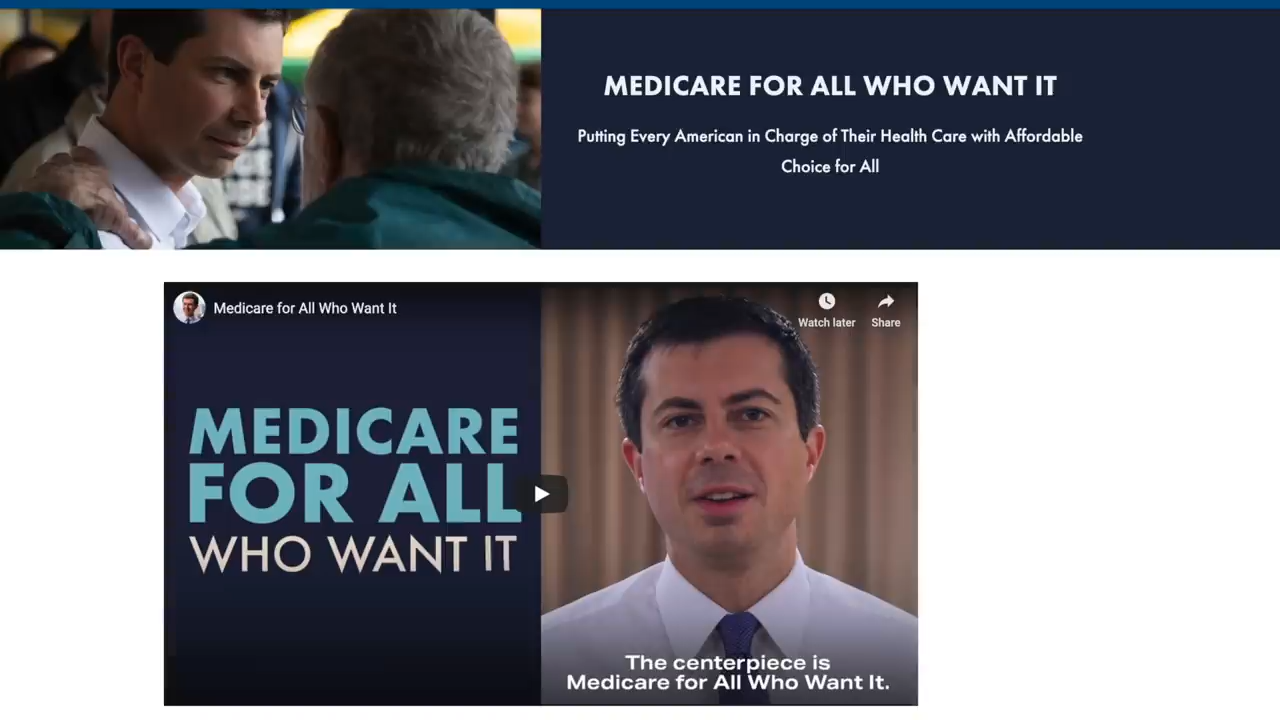 MEDICARE FOR ALL WHO WANT IT
Putting Every American in Charge of Their Health Care with Affordable
Choice for All
Medicare for All Who Want It
Watch later
Share
MEDICARE
FOR ALL
WHO WANT IT
The centerpiece is
Medicare for All Who Want It.